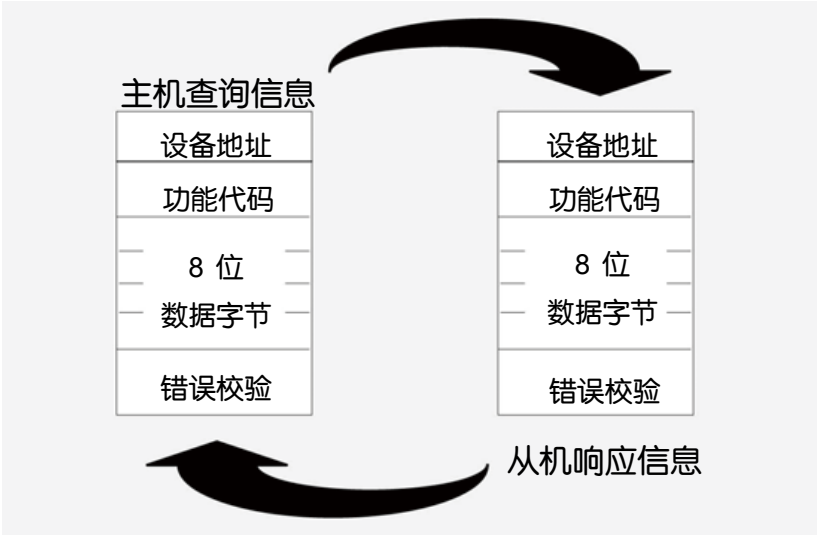 主机查询信息
设备地址
功能代码
8 位
数据字节
错误校验
设备地址
功能代码
8 位
数据字节
错误校验
从机响应信息